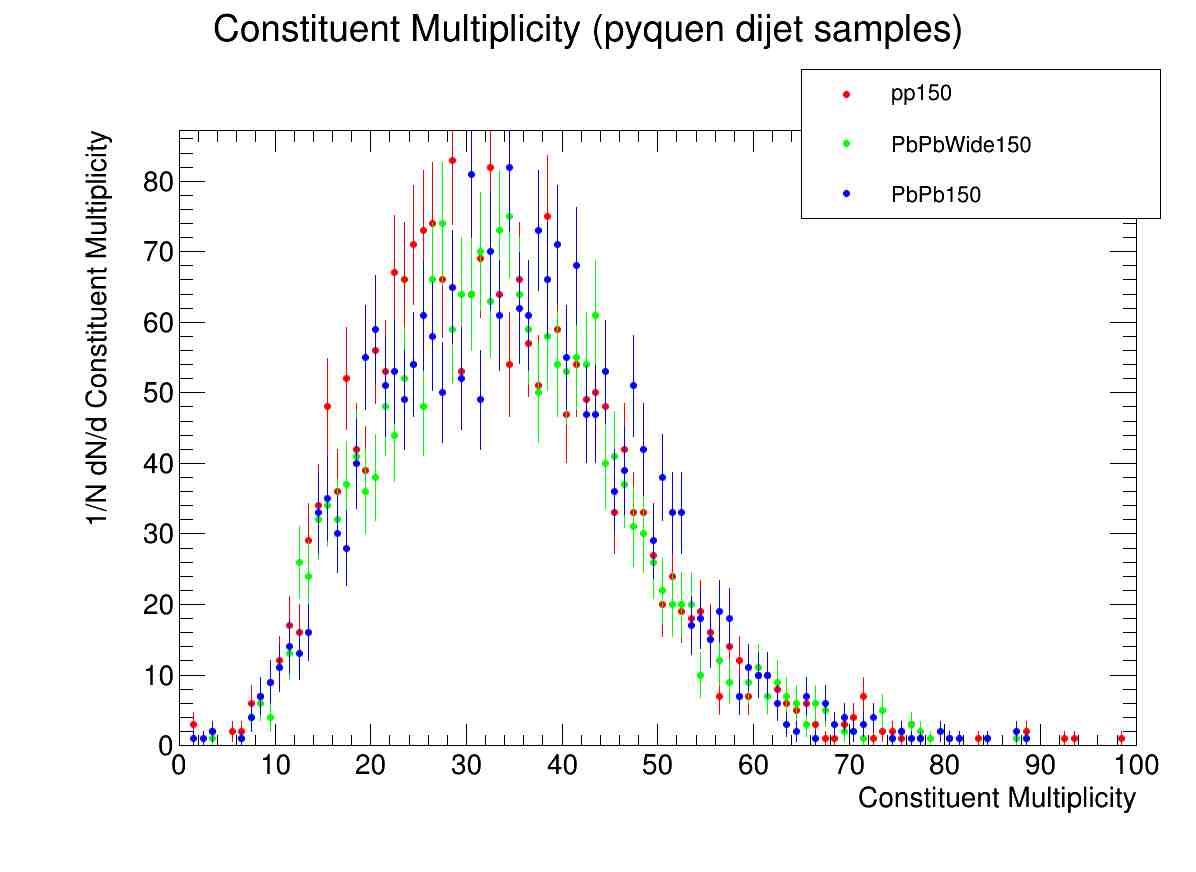 Constituent Multiplicity (pyquen dijet samples)
pp150
PbPbWide150
PbPb150
1/N dN/d Constituent Multiplicity
80
70
60
50
40
30
20
10
0
0 10 20 30 40 50 60 70 80 90 100
Constituent Multiplicity